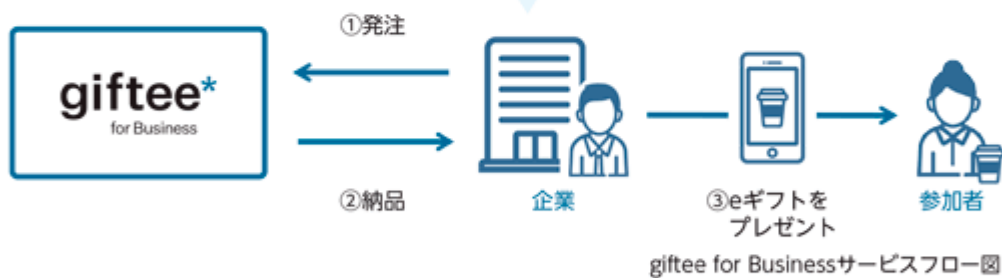 ①発注
giftee*
for Business
②納品
企業
③eギフトを
プレゼント
参加者
giftee for Businessサービスフロー図